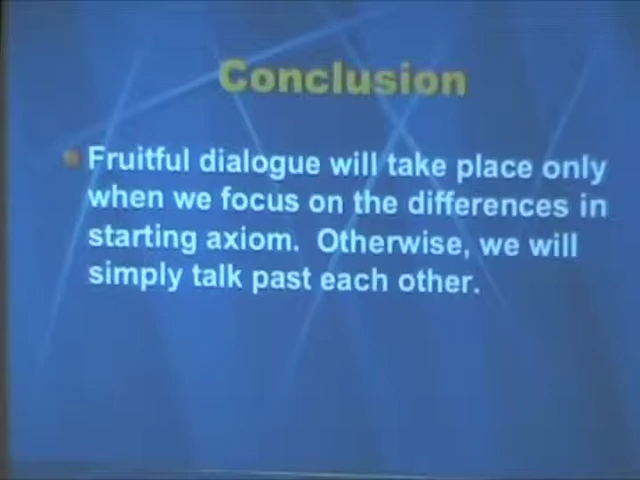 Conclusion
Fruitful dialogue will take place only
when we focus on the differences in
starting axiom. Otherwise, we will
simply talk past each other.